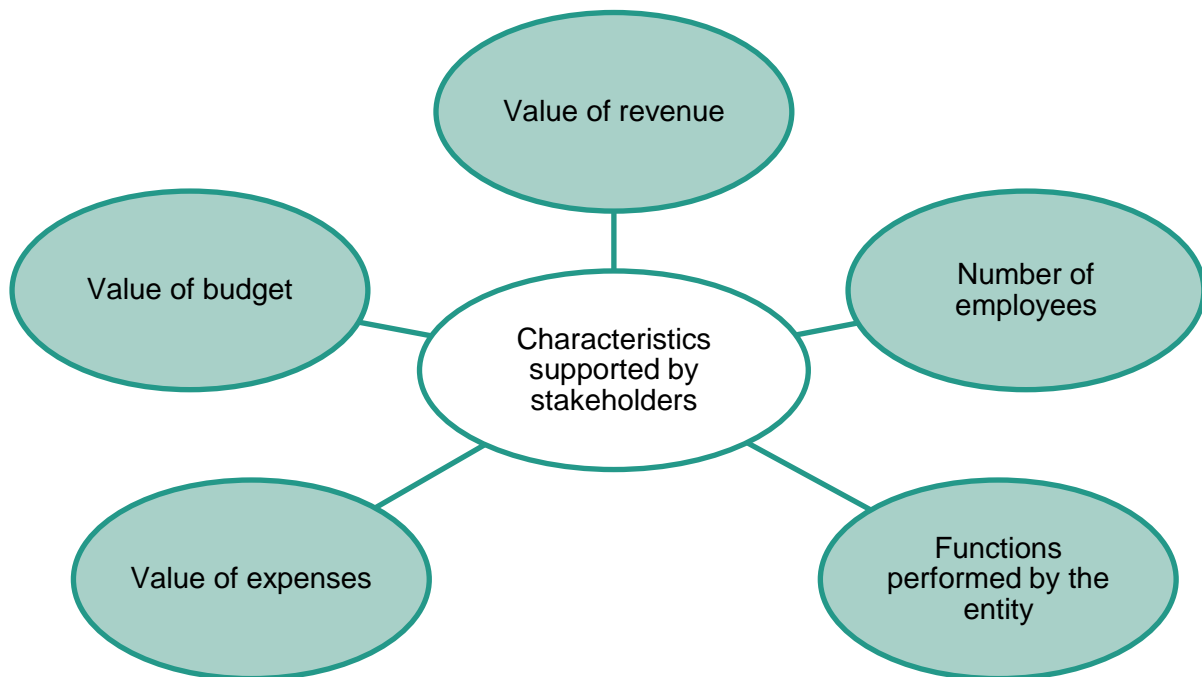 Value of revenue
Value of budget
Number of
employees
Characteristics
supported by
stakeholders
Value of expenses
Functions
performed by the
entity